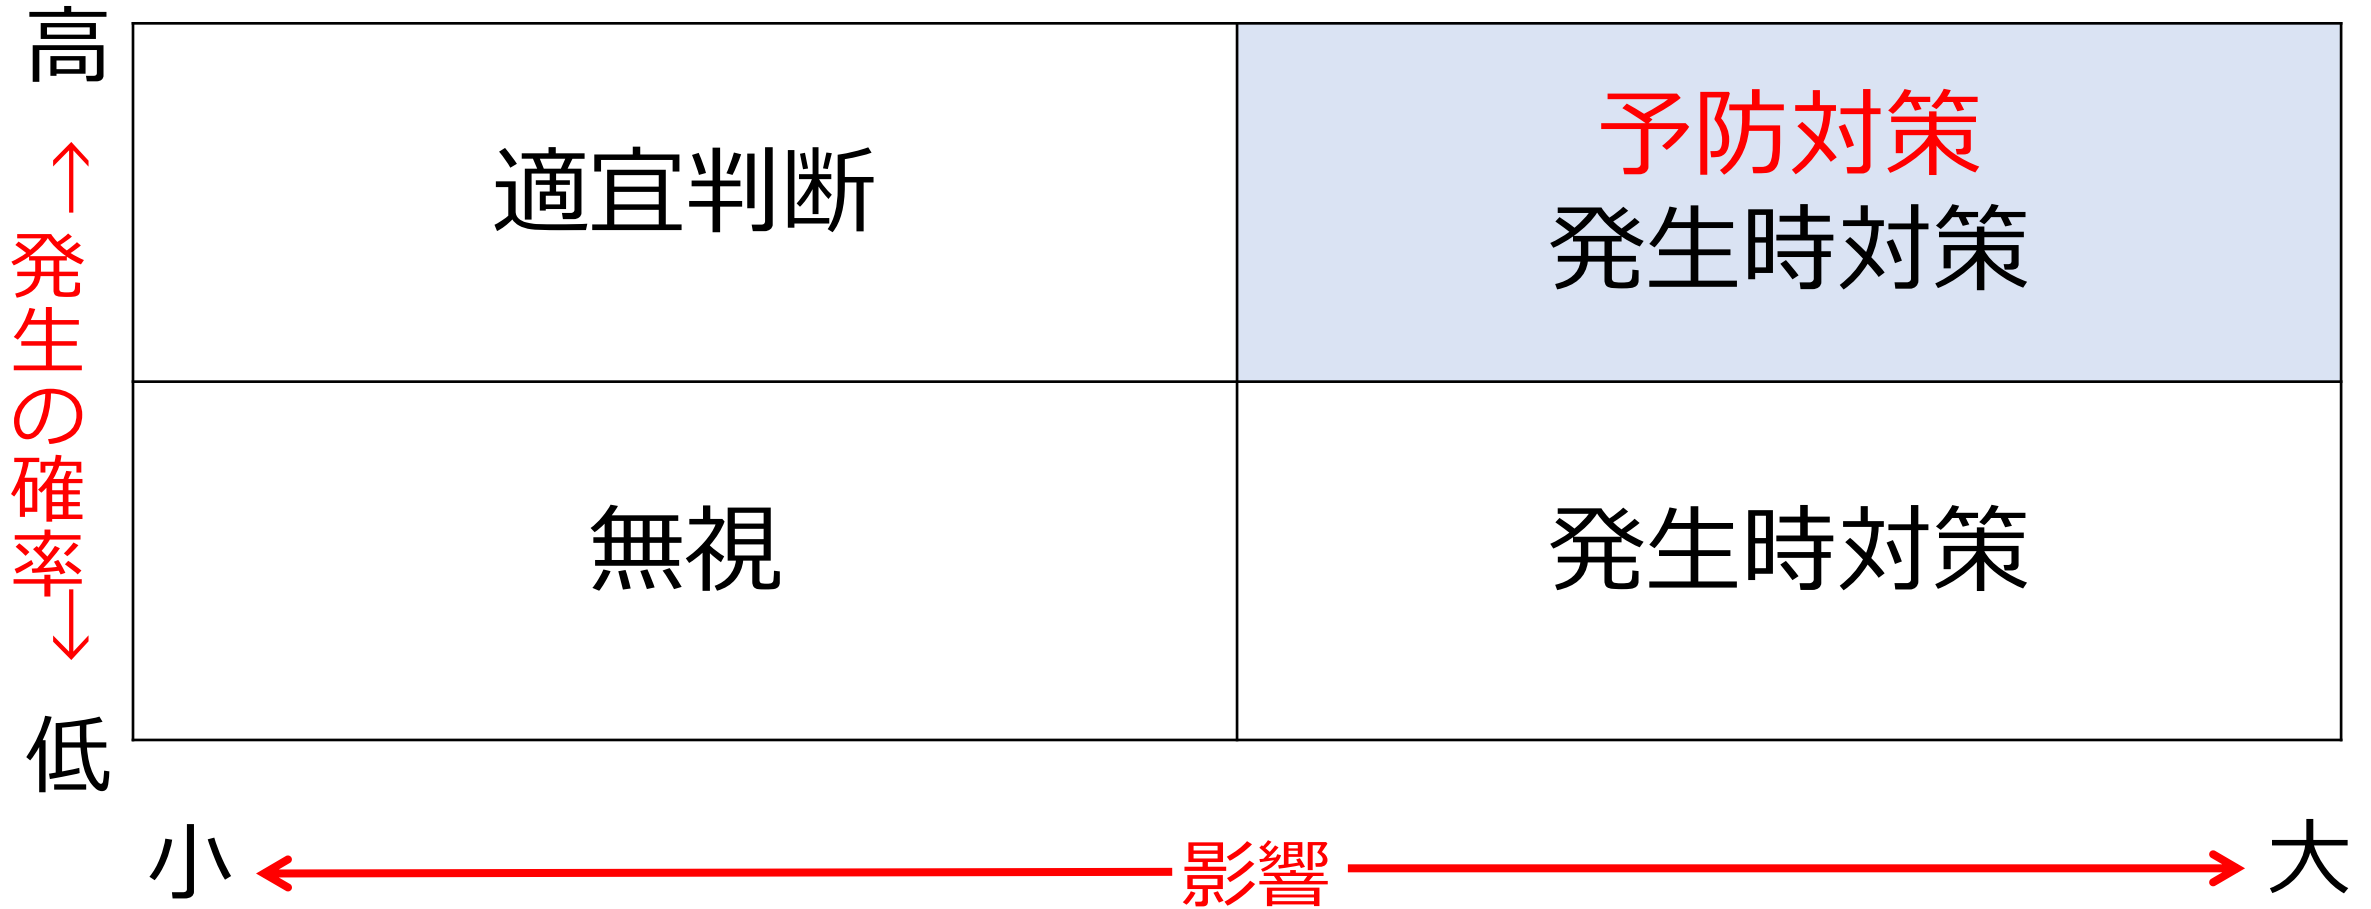 高
↑発生の確率↓
低
適宜判断
予防対策
発生時対策
無視
発生時対策
小
影響
大